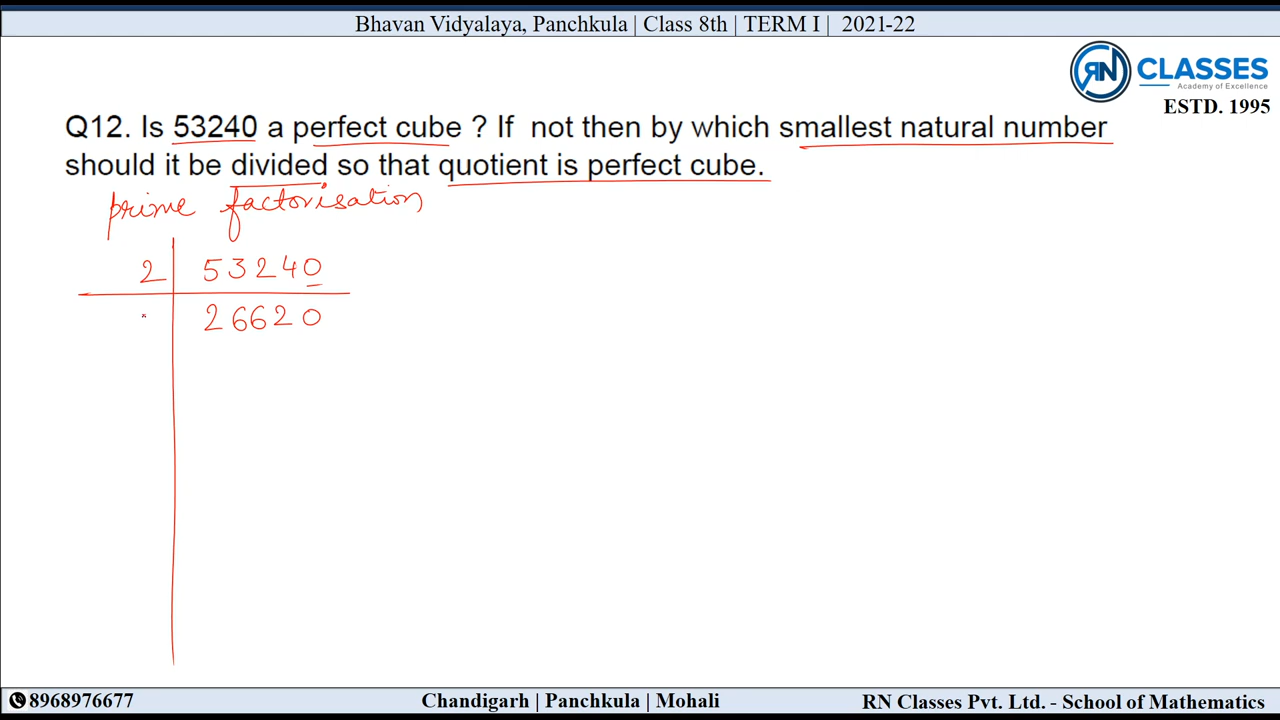 Bhavan Vidyalaya, Panchkula | Class 8th | TERM I | 2021-22
RN CLASSES
Academy of Excellence
ESTD. 1995
Q12. Is 53240 a perfect cube ? If not then by which smallest natural number
should it be divided so that quotient is perfect cube.
prime factorisation
2 53240
26620
8968976677 Chandigarh | Panchkula | Mohali RN Classes Pvt. Ltd. - School of Mathematics